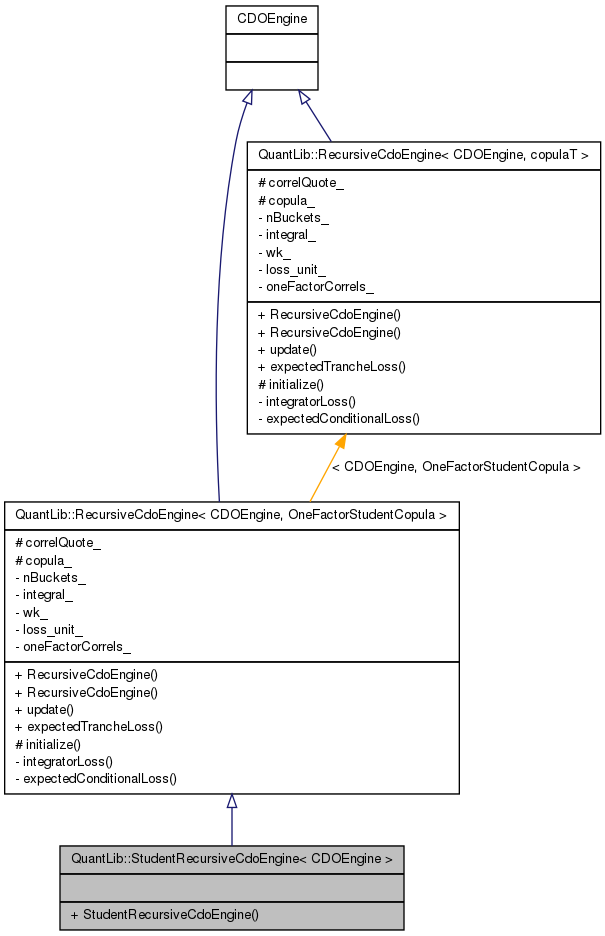 CDOEngine
QuantLib::RecursiveCdoEngine< CDOEngine, copulaT >
# correlQuote_
# copula_
- nBuckets_
- integral_
- wk_
- loss_unit_
- oneFactorCorrels_
+ RecursiveCdoEngine()
+ RecursiveCdoEngine()
+ update()
+ expectedTrancheLoss()
# initialize()
- integratorLoss()
- expectedConditionalLoss()
< CDOEngine, OneFactorStudentCopula >
QuantLib::RecursiveCdoEngine< CDOEngine, OneFactorStudentCopula >
# correlQuote_
# copula_
- nBuckets_
- integral_
- wk_
- loss_unit_
- oneFactorCorrels_
+ RecursiveCdoEngine()
+ RecursiveCdoEngine()
+ update()
+ expectedTrancheLoss()
# initialize()
- integratorLoss()
- expectedConditionalLoss()
QuantLib::StudentRecursiveCdoEngine< CDOEngine >
+ StudentRecursiveCdoEngine()